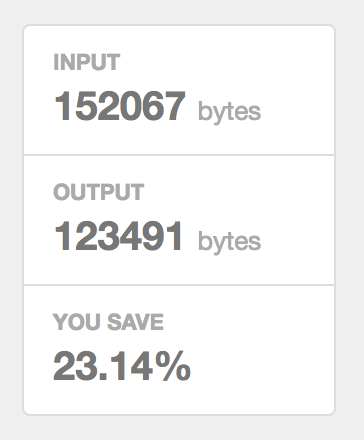 INPUT
152067 bytes
OUTPUT
123491 bytes
YOU SAVE
23.14%